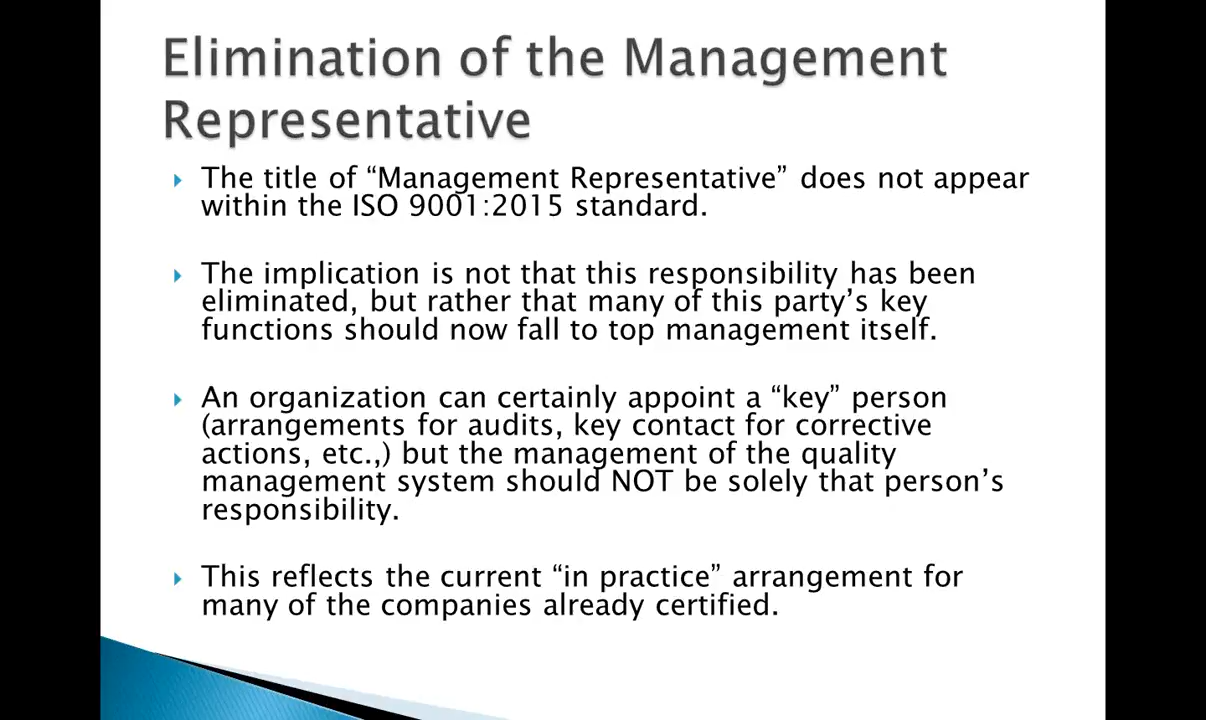 Elimination of the Management
Representative
The title of “Management Representative” does not appear
within the ISO 9001:2015 standard.
The implication is not that this responsibility has been
eliminated, but rather that many of this party’s key
functions should now fall to top management itself.
An organization can certainly appoint a “key” person
(arrangements for audits, key contact for corrective
actions, etc.,) but the management of the quality
management system should NOT be solely that person’s
responsibility.
This reflects the current “in practice” arrangement for
many of the companies already certified.